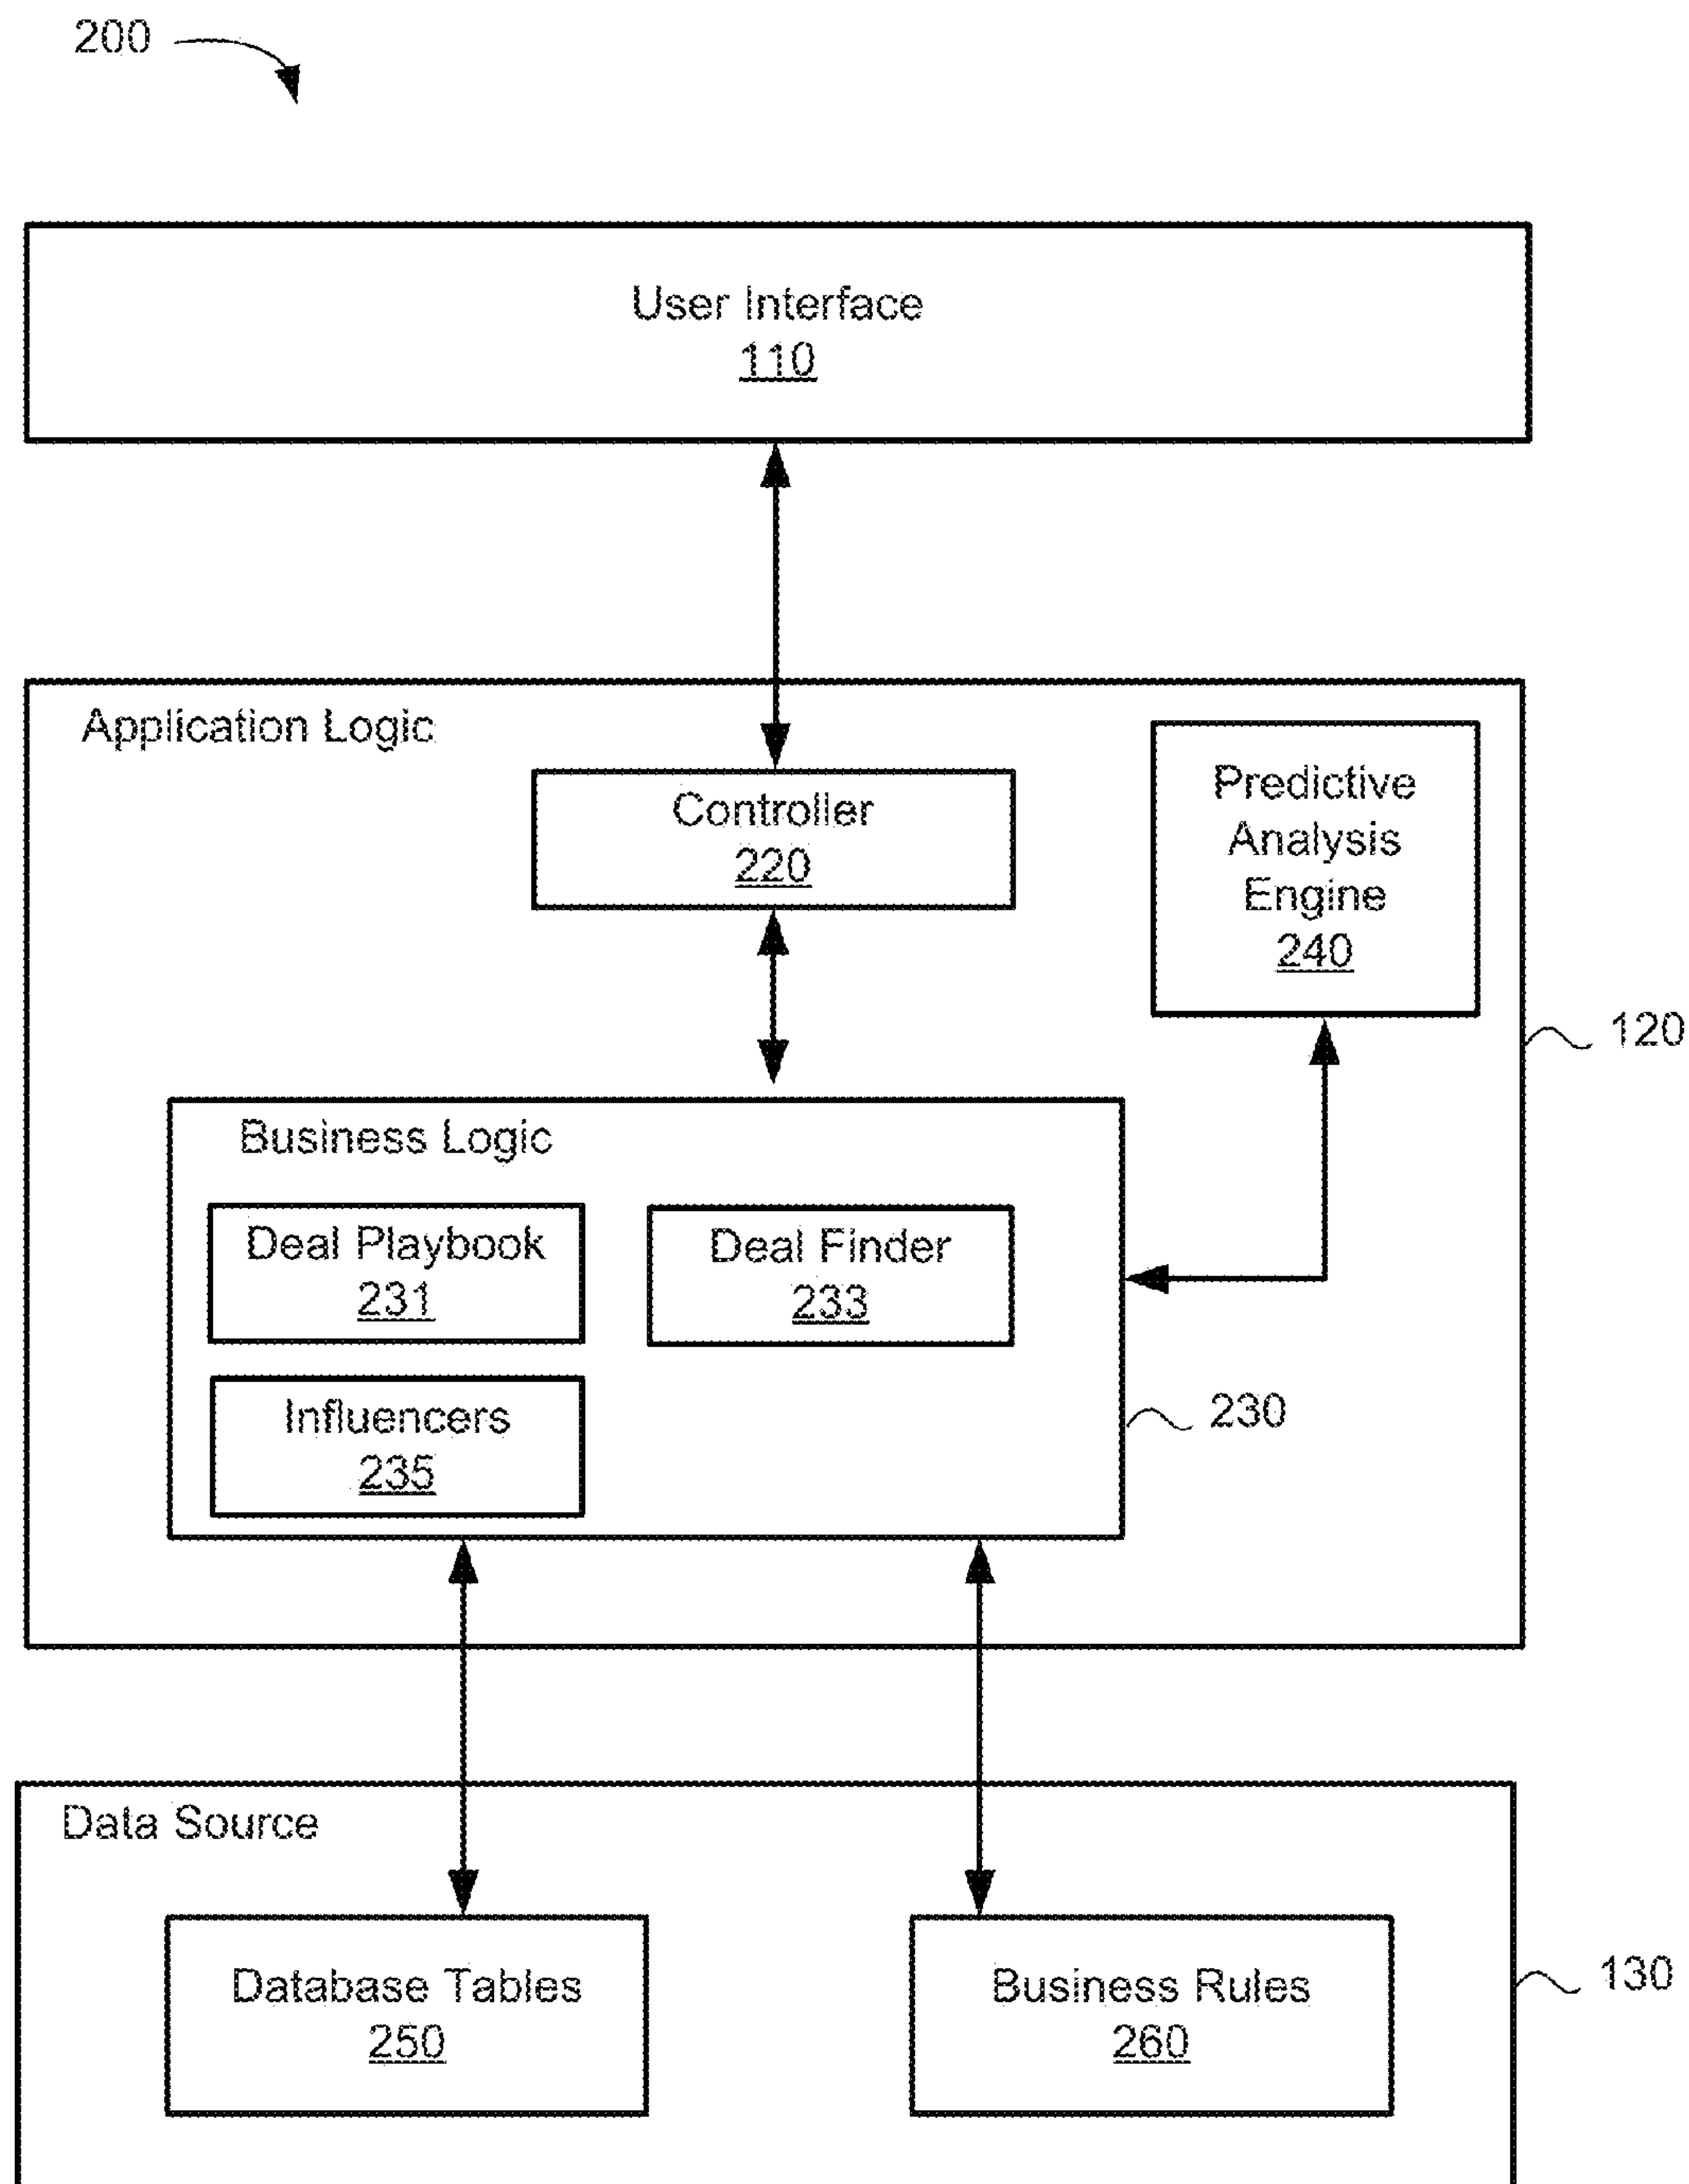 200
User Interface
110
Application Logic
Controller
220
Predictive
Analysis
Engine
240
120
Business Logic
Deal Playbook
231
Deal Finder
233
Influencers
235
230
Data Source
Database Tables
250
Business Rules
260
130